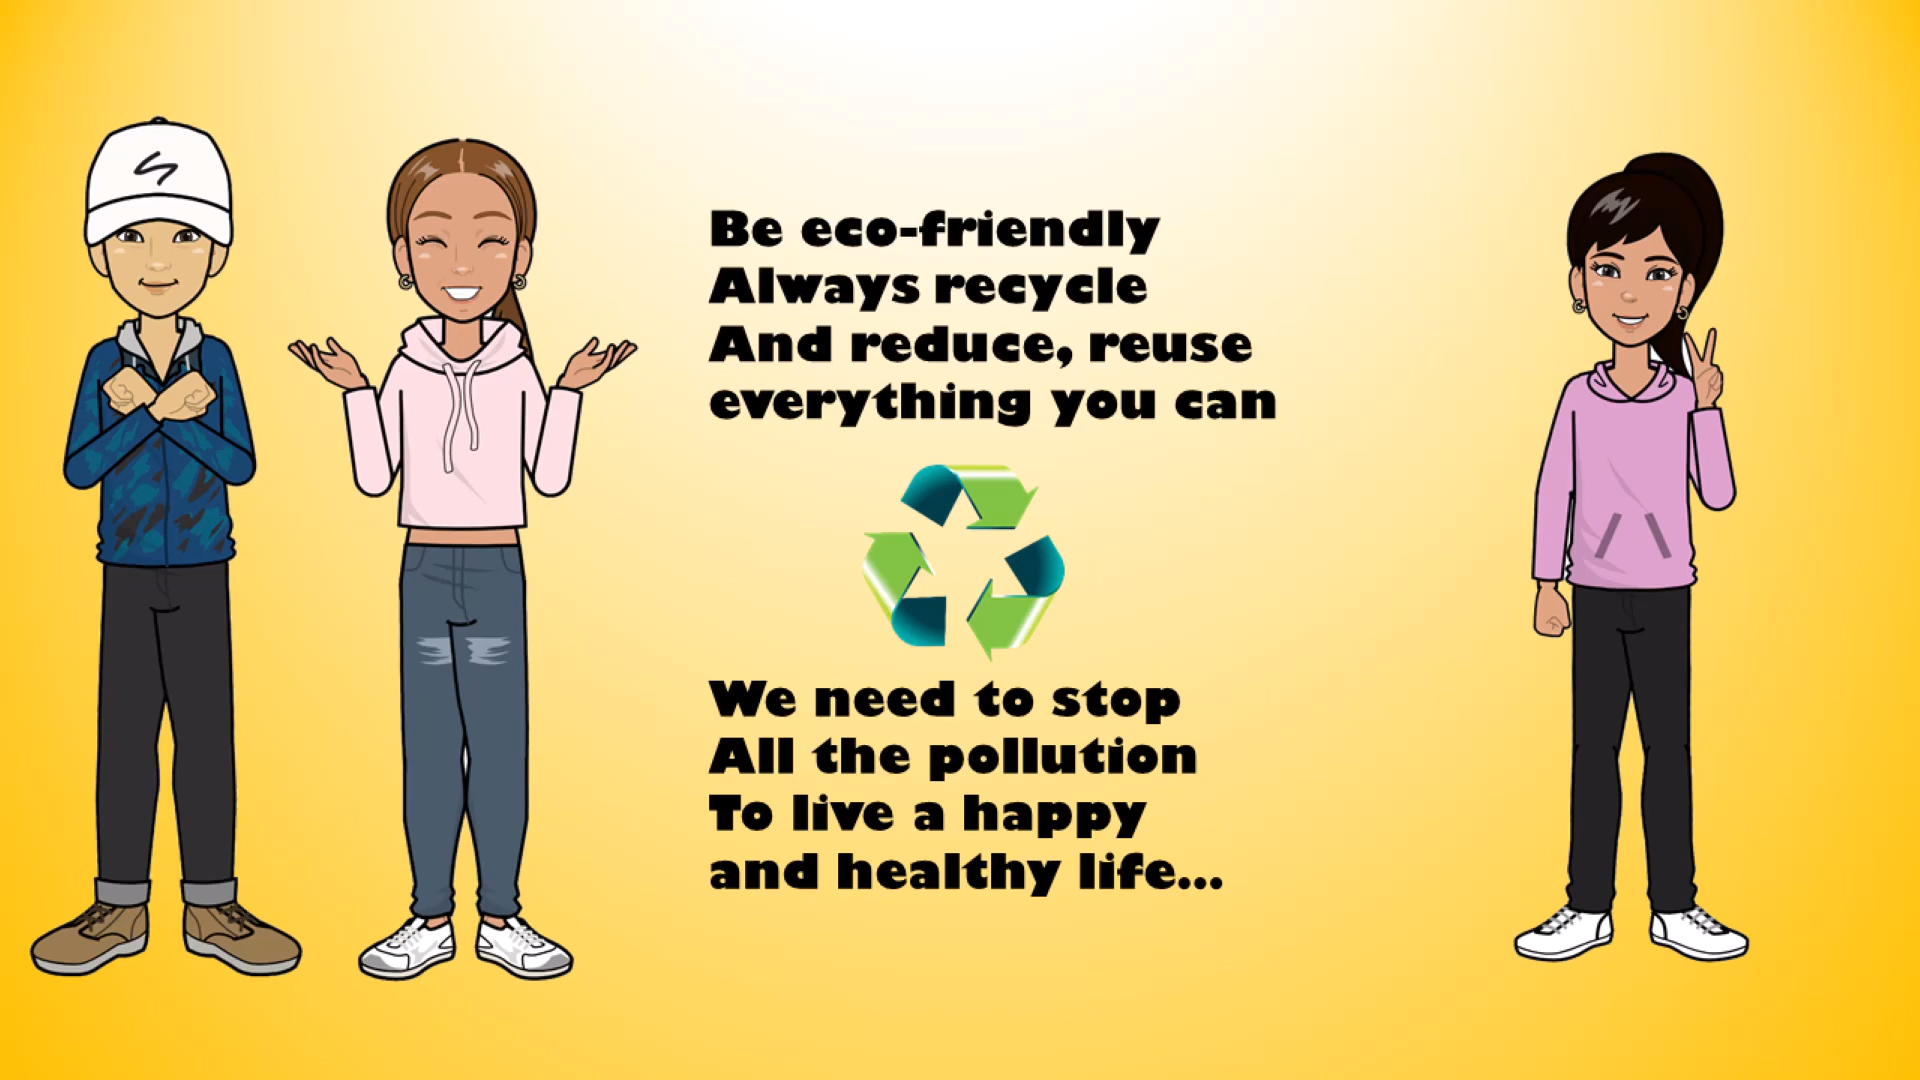 Be eco-friendly
Always recycle
And reduce, reuse
everything you can
We need to stop
All the pollution
To live a happy
and healthy life...